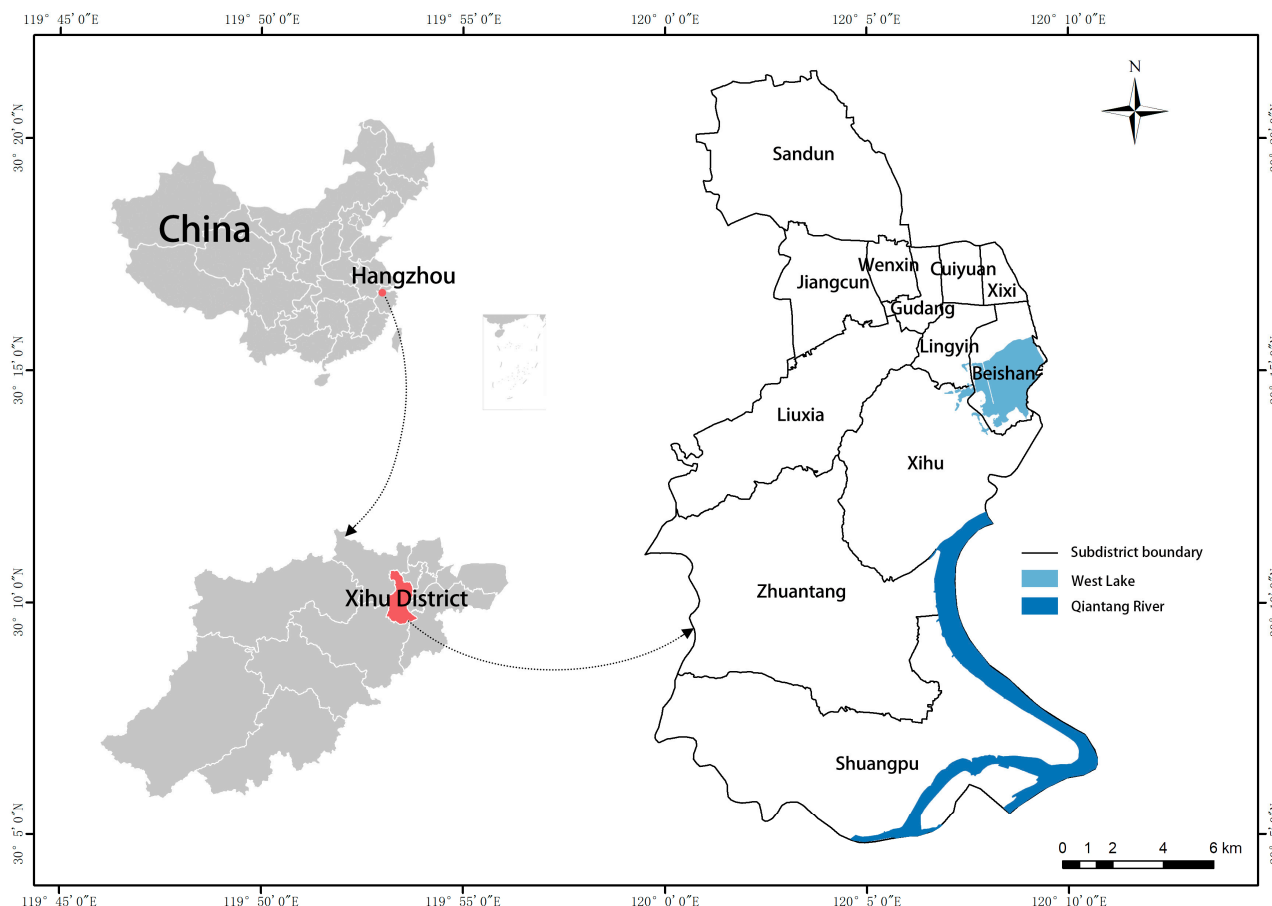 119° 45′ 0″E
119° 50′ 0″E
119° 55′ 0″E
120° 0′ 0″E
120° 5′ 0″E
120° 10′ 0″E
N
30° 20′ 0″N
Sandun
China
Hangzhou
Wenxin
Cuiyuan
Jiangcun
Xixi
Gudang
Lingyin
30° 15′ 0″N
Beishan
Liuxia
Xihu
Subdistrict boundary
West Lake
Qiantang River
30° 10′ 0″N
Xihu District
Zhuantang
Shuangpu
30° 5′ 0″N
0 1 2 4 6 km
119° 45′ 0″E
119° 50′ 0″E
119° 55′ 0″E
120° 0′ 0″E
120° 5′ 0″E
120° 10′ 0″E